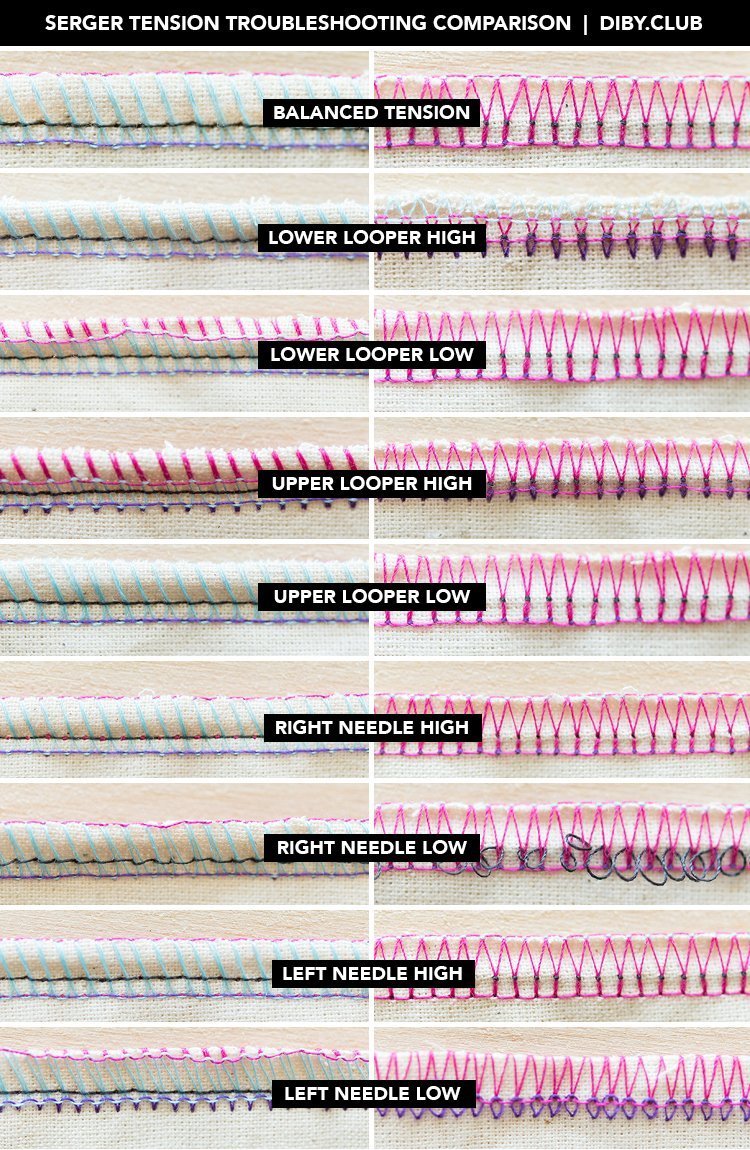 SERGER TENSION TROUBLESHOOTING COMPARISON | DIBY.CLUB
BALANCED TENSION
LOWER LOOPER HIGH
LOWER LOOPER LOW
UPPER LOOPER HIGH
UPPER LOOPER LOW
RIGHT NEEDLE HIGH
RIGHT NEEDLE LOW
LEFT NEEDLE HIGH
LEFT NEEDLE LOW